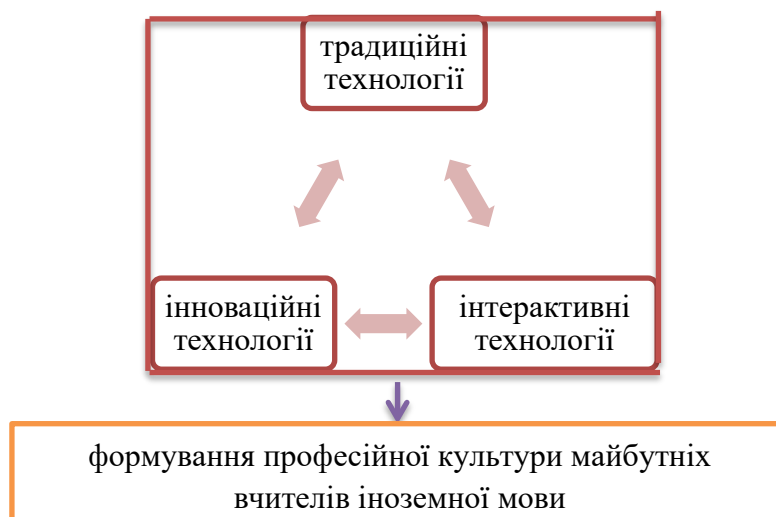 традиційні
технології
інноваційні
технології
інтерактивні
технології
формування професійної культури майбутніх
вчителів іноземної мови